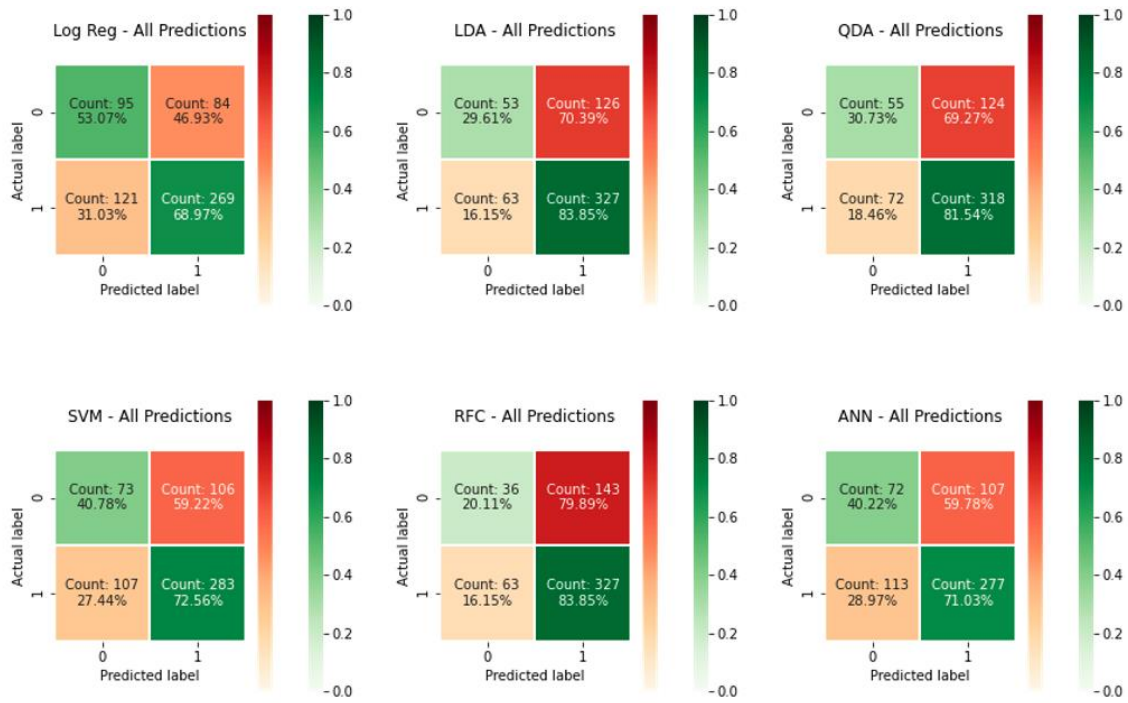 Log Reg - All Predictions
Count: 95
53.07%
Count: 84
46.93%
Count: 121
31.03%
Count: 269
68.97%
Actual label
0
1
0 1
Predicted label
1.0
0.8
0.6
0.4
0.2
0.0
LDA - All Predictions
Count: 53
29.61%
Count: 126
70.39%
Count: 63
16.15%
Count: 327
83.85%
Actual label
0
1
0 1
Predicted label
1.0
0.8
0.6
0.4
0.2
0.0
QDA - All Predictions
Count: 55
30.73%
Count: 124
69.27%
Count: 72
18.46%
Count: 318
81.54%
Actual label
0
1
0 1
Predicted label
1.0
0.8
0.6
0.4
0.2
0.0
SVM - All Predictions
Count: 73
40.78%
Count: 106
59.22%
Count: 107
27.44%
Count: 283
72.56%
Actual label
0
1
0 1
Predicted label
1.0
0.8
0.6
0.4
0.2
0.0
RFC - All Predictions
Count: 36
20.11%
Count: 143
79.89%
Count: 63
16.15%
Count: 327
83.85%
Actual label
0
1
0 1
Predicted label
1.0
0.8
0.6
0.4
0.2
0.0
ANN - All Predictions
Count: 72
40.22%
Count: 107
59.78%
Count: 113
28.97%
Count: 277
71.03%
Actual label
0
1
0 1
Predicted label
1.0
0.8
0.6
0.4
0.2
0.0